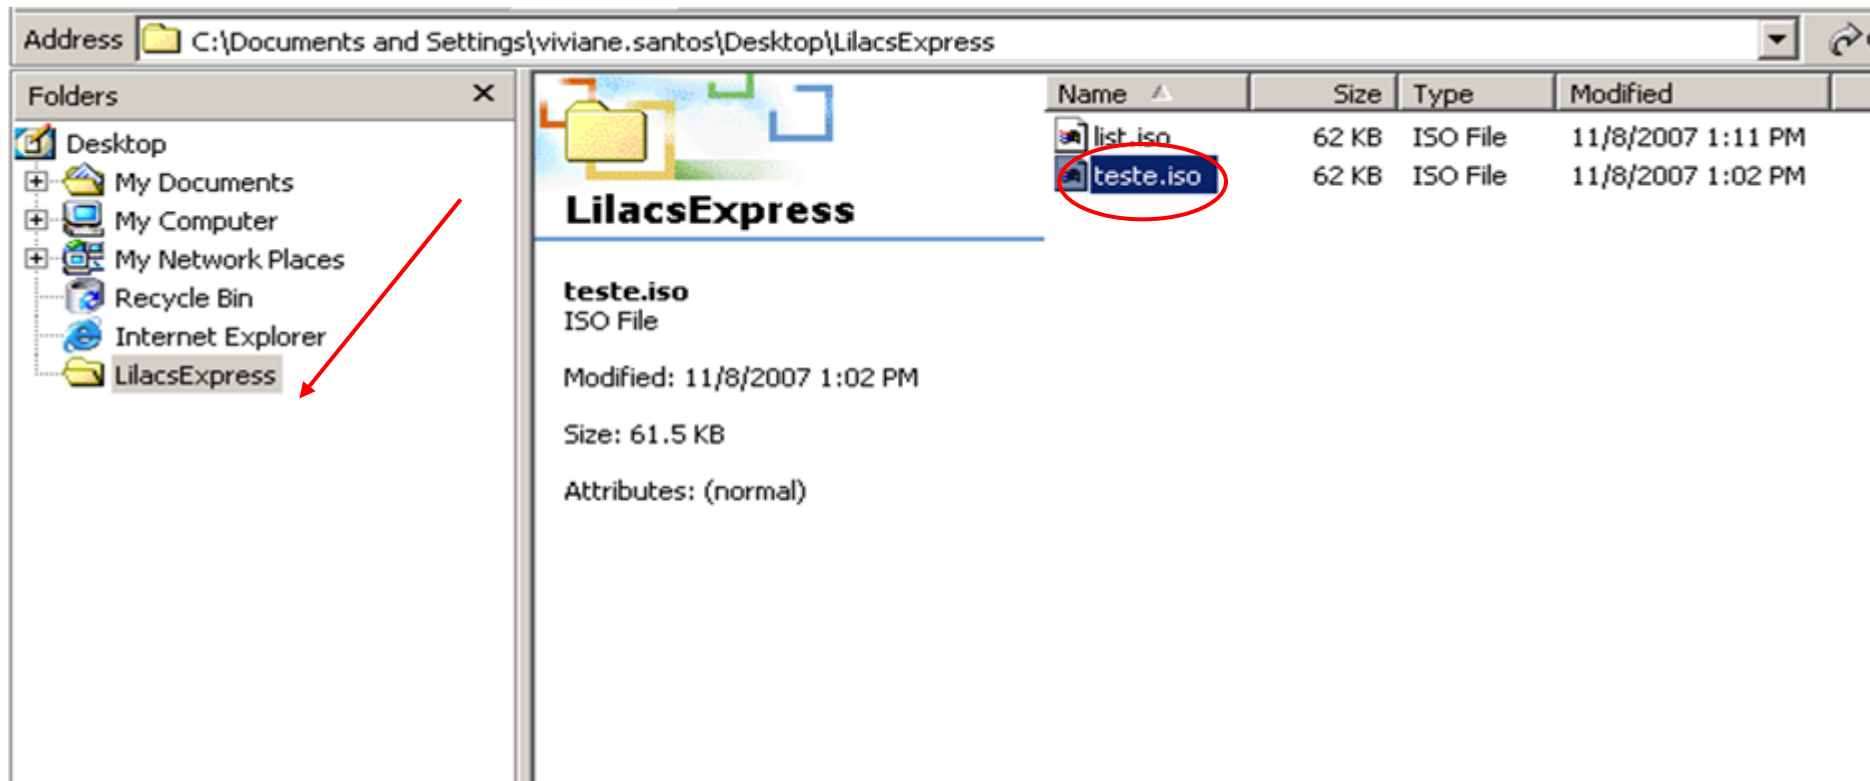 Address C:\Documents and Settings\viviane.santos\Desktop\LilacsExpress
Folders
Desktop
My Documents
My Computer
My Network Places
Recycle Bin
Internet Explorer
LilacsExpress
LilacsExpress
teste.iso
ISO File
Modified: 11/8/2007 1:02 PM
Size: 61.5 KB
Attributes: (normal)
Name Size Type Modified
list.iso 62 KB ISO File 11/8/2007 1:11 PM
teste.iso 62 KB ISO File 11/8/2007 1:02 PM